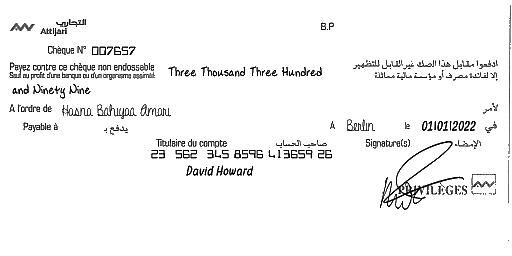 التجاري
Attijari
B.P
Chèque N° 007657
Payez contre ce chèque non endossable
Sauf au profit d'une banque ou d'un organisme assimilé
Three Thousand Three Hundred
ادفعوا مقابل هذا الصك غير القابل للتظهير
إلا لفائدة مصرف أو مؤسسة مالية مماثلة
and Ninety Nine
A l'ordre de Hasna Bahiyaa Amari
لأمر
Payable à يدفع بـ
A Berlin le 01/01/2022 في
Titulaire du compte صاحب الحساب
Signature(s) الإمضاء
23 562 345 8596 413659 26
David Howard
PRIVILÈGES